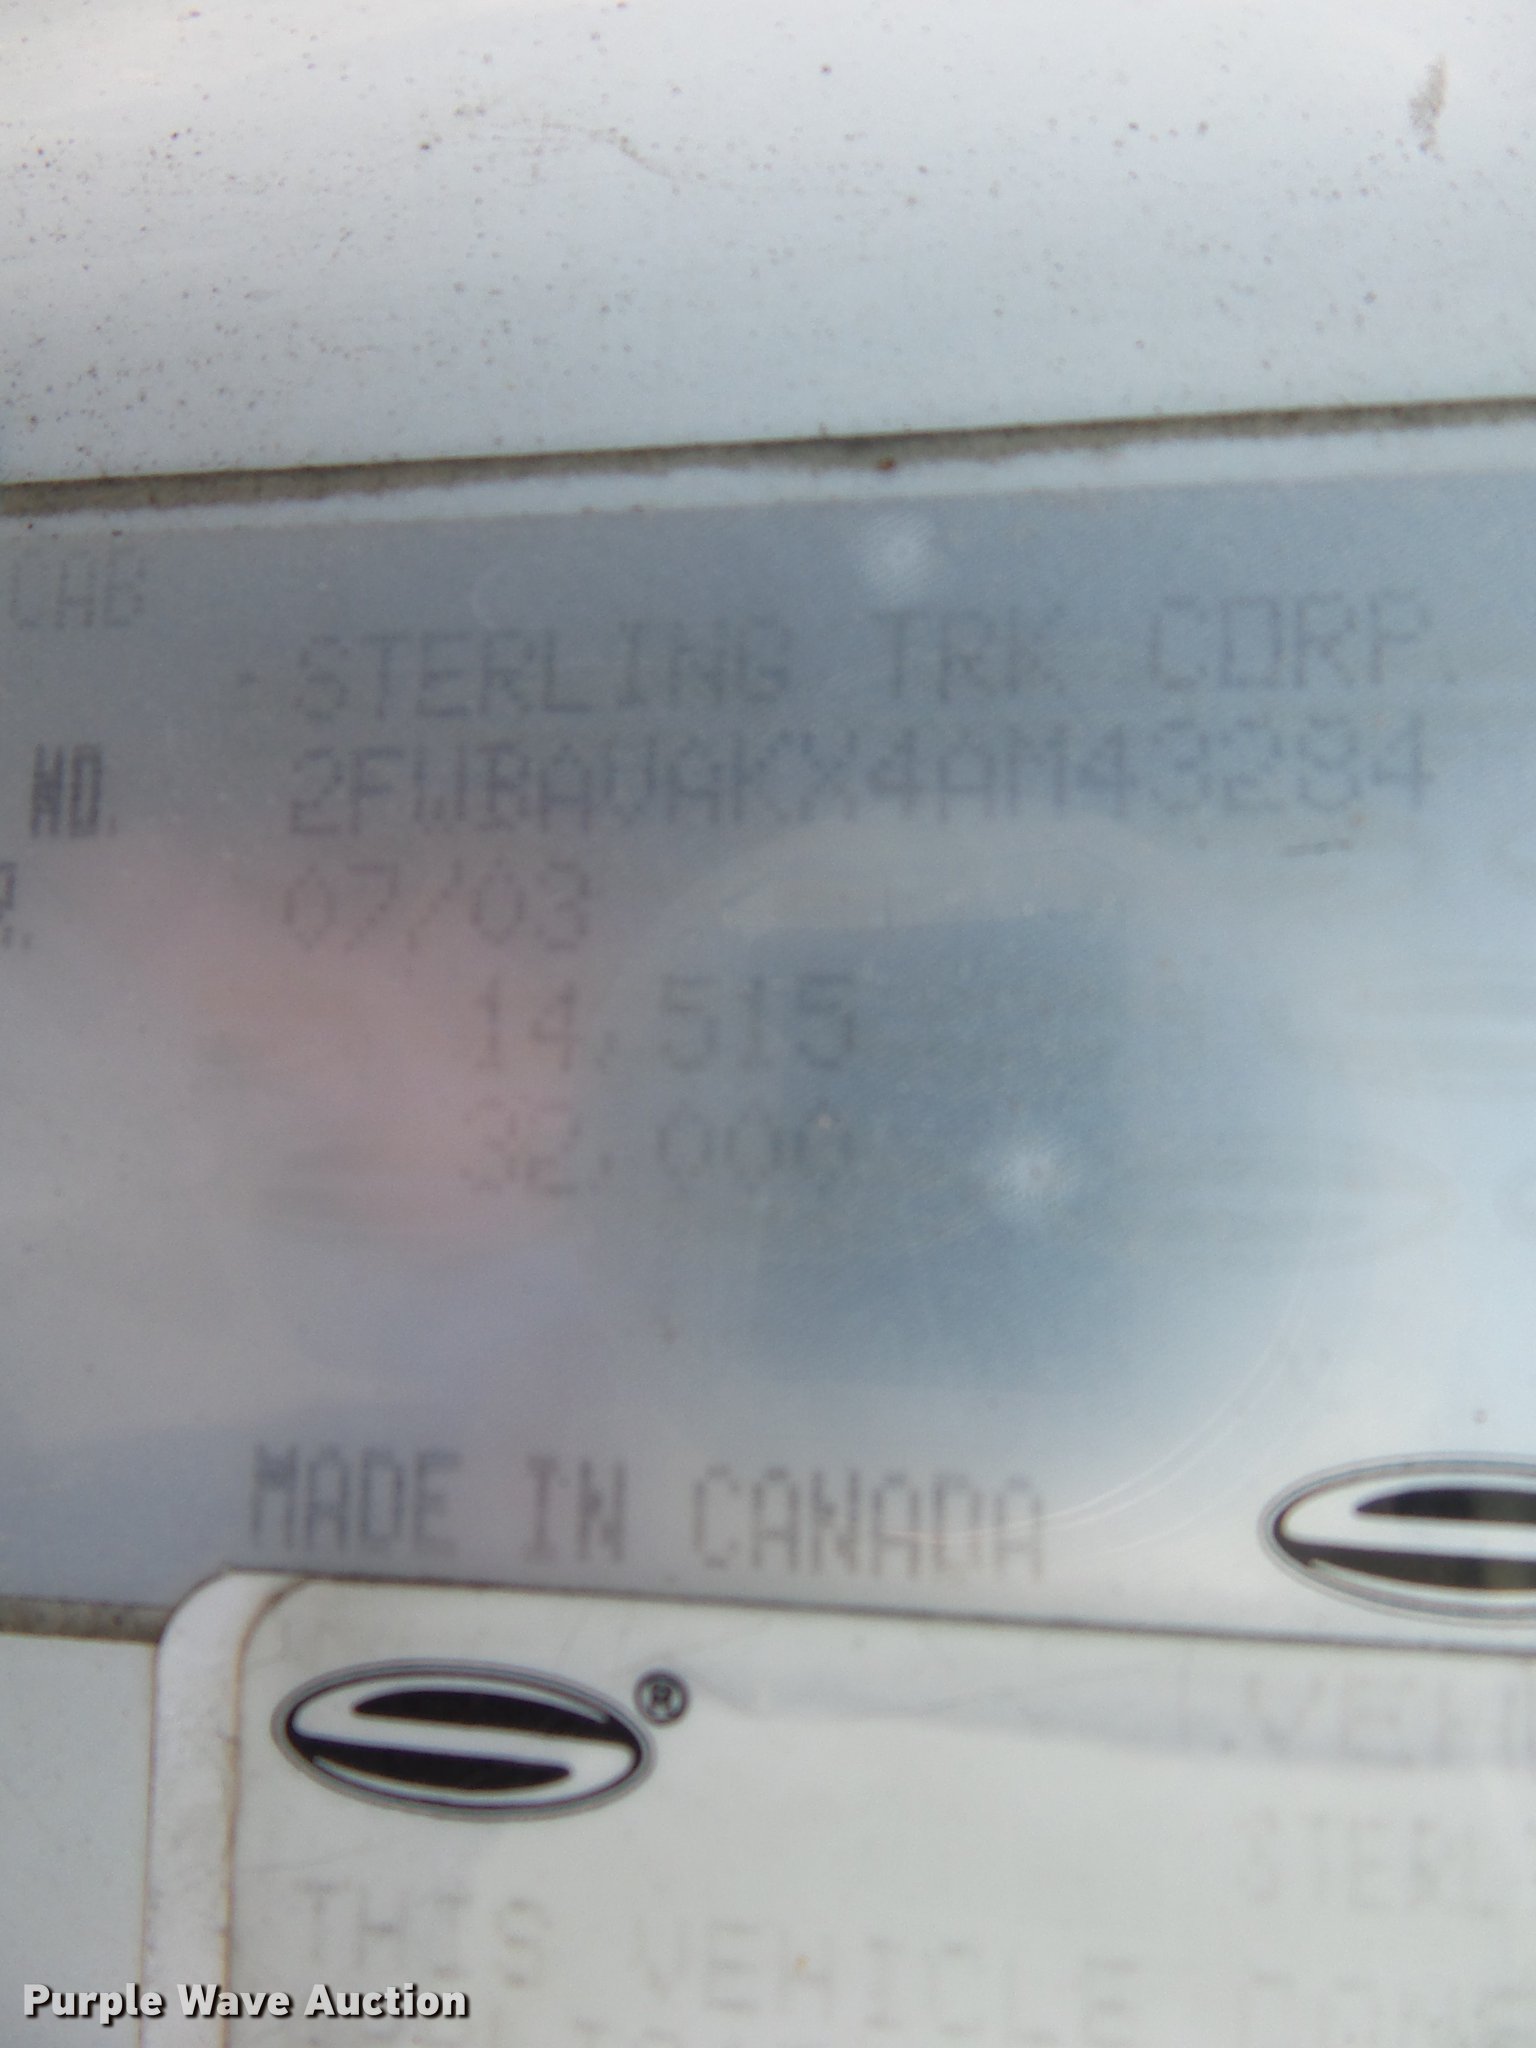 CAB
STERLING TRK CORP.
NO. 2FWBAVAKX4AM43284
07/03
14,515
32,000
MADE IN CANADA
®
STERL
THIS VEHICLE
Purple Wave Auction